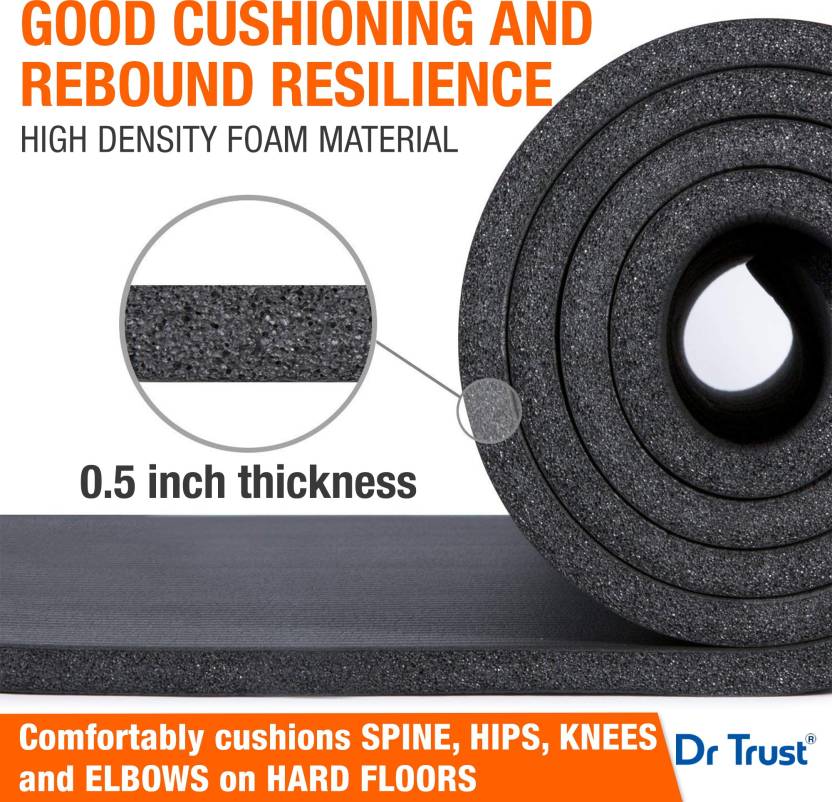 GOOD CUSHIONING AND
REBOUND RESILIENCE
HIGH DENSITY FOAM MATERIAL
0.5 inch thickness
Comfortably cushions SPINE, HIPS, KNEES
and ELBOWS on HARD FLOORS
Dr Trust®